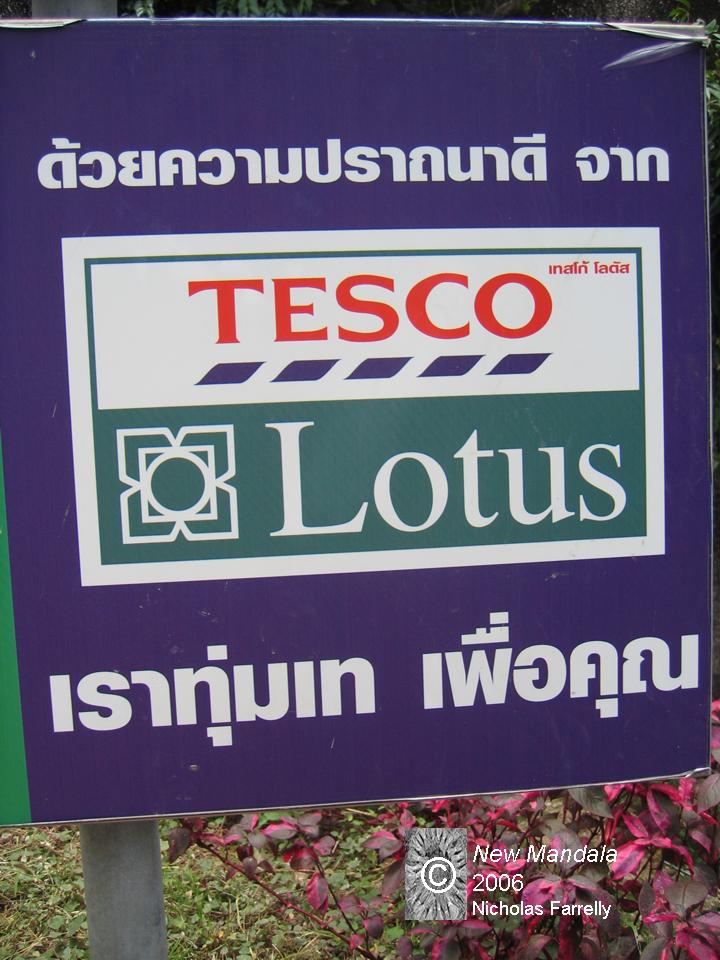 ด้วยความปรารถนาดี จาก
เทสโก้ โลตัส
TESCO
Lotus
เราทุ่มเท เพื่อคุณ
©
New Mandala
2006
Nicholas Farrelly